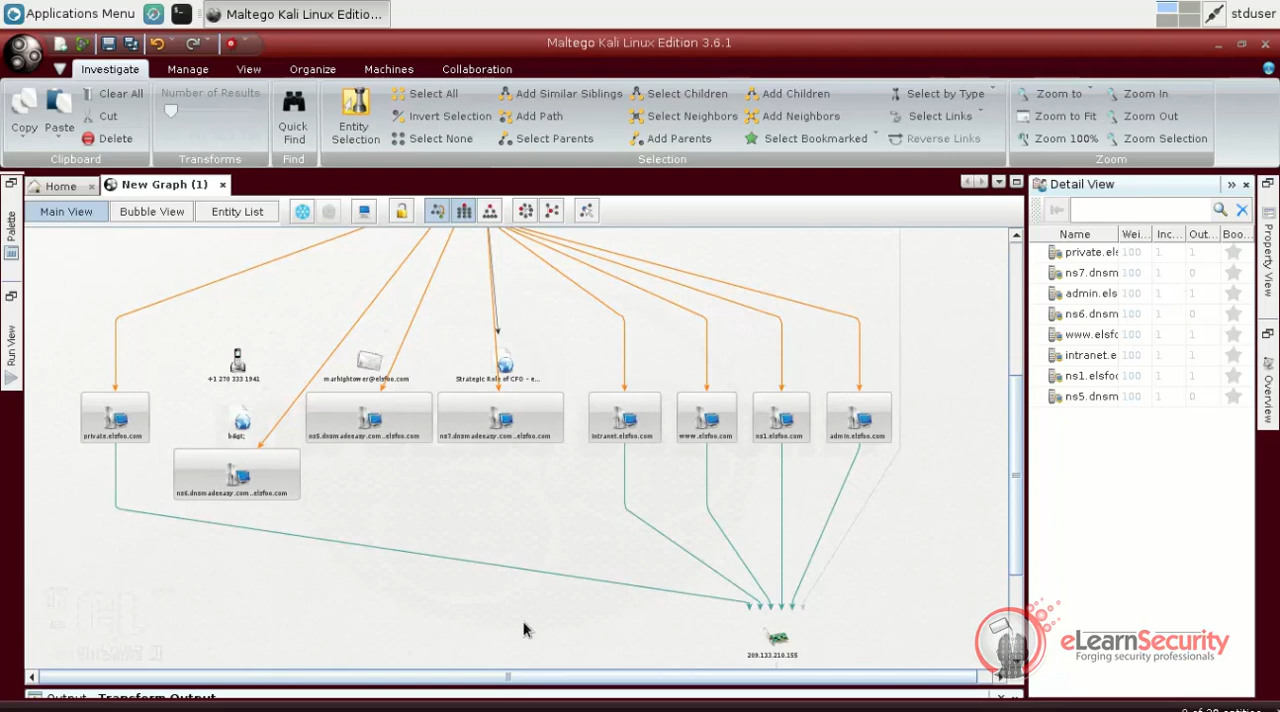 Applications Menu
Maltego Kali Linux Editio...
stduser
Maltego Kali Linux Edition 3.6.1
Investigate
Manage
View
Organize
Machines
Collaboration
Clear All
Number of Results
Select All
Add Similar Siblings
Select Children
Add Children
Select by Type
Zoom to
Zoom In
Copy
Paste
Cut
Quick Find
Entity Selection
Invert Selection
Add Path
Select Neighbors
Add Neighbors
Select Links
Zoom to Fit
Zoom Out
Delete
Select None
Select Parents
Add Parents
Select Bookmarked
Reverse Links
Zoom 100%
Zoom Selection
Clipboard
Transforms
Find
Selection
Zoom
Home
New Graph (1)
Detail View
Main View
Bubble View
Entity List
Palette
Run View
Property View
Overview
Name
Wei...
Inc...
Out...
Boo...
private.els
100
1
1
ns7.dnsm
100
1
0
admin.els
100
1
1
ns6.dnsm
100
1
0
www.elsfo
100
1
1
intranet.e
100
1
1
ns1.elsfoo
100
1
1
ns5.dnsm
100
1
0
+1 270 333 1941
marhightower@elsfoo.com
Strategic Role of CFO – e...
private.elsfoo.com
ns5.dnsmadeeasy.com...elsfoo.com
ns7.dnsmadeeasy.com...elsfoo.com
intranet.elsfoo.com
www.elsfoo.com
ns1.elsfoo.com
admin.elsfoo.com
ns6.dnsmadeeasy.com...elsfoo.com
209.133.210.155
eLearnSecurity
Forging security professionals
Output - Transform Output